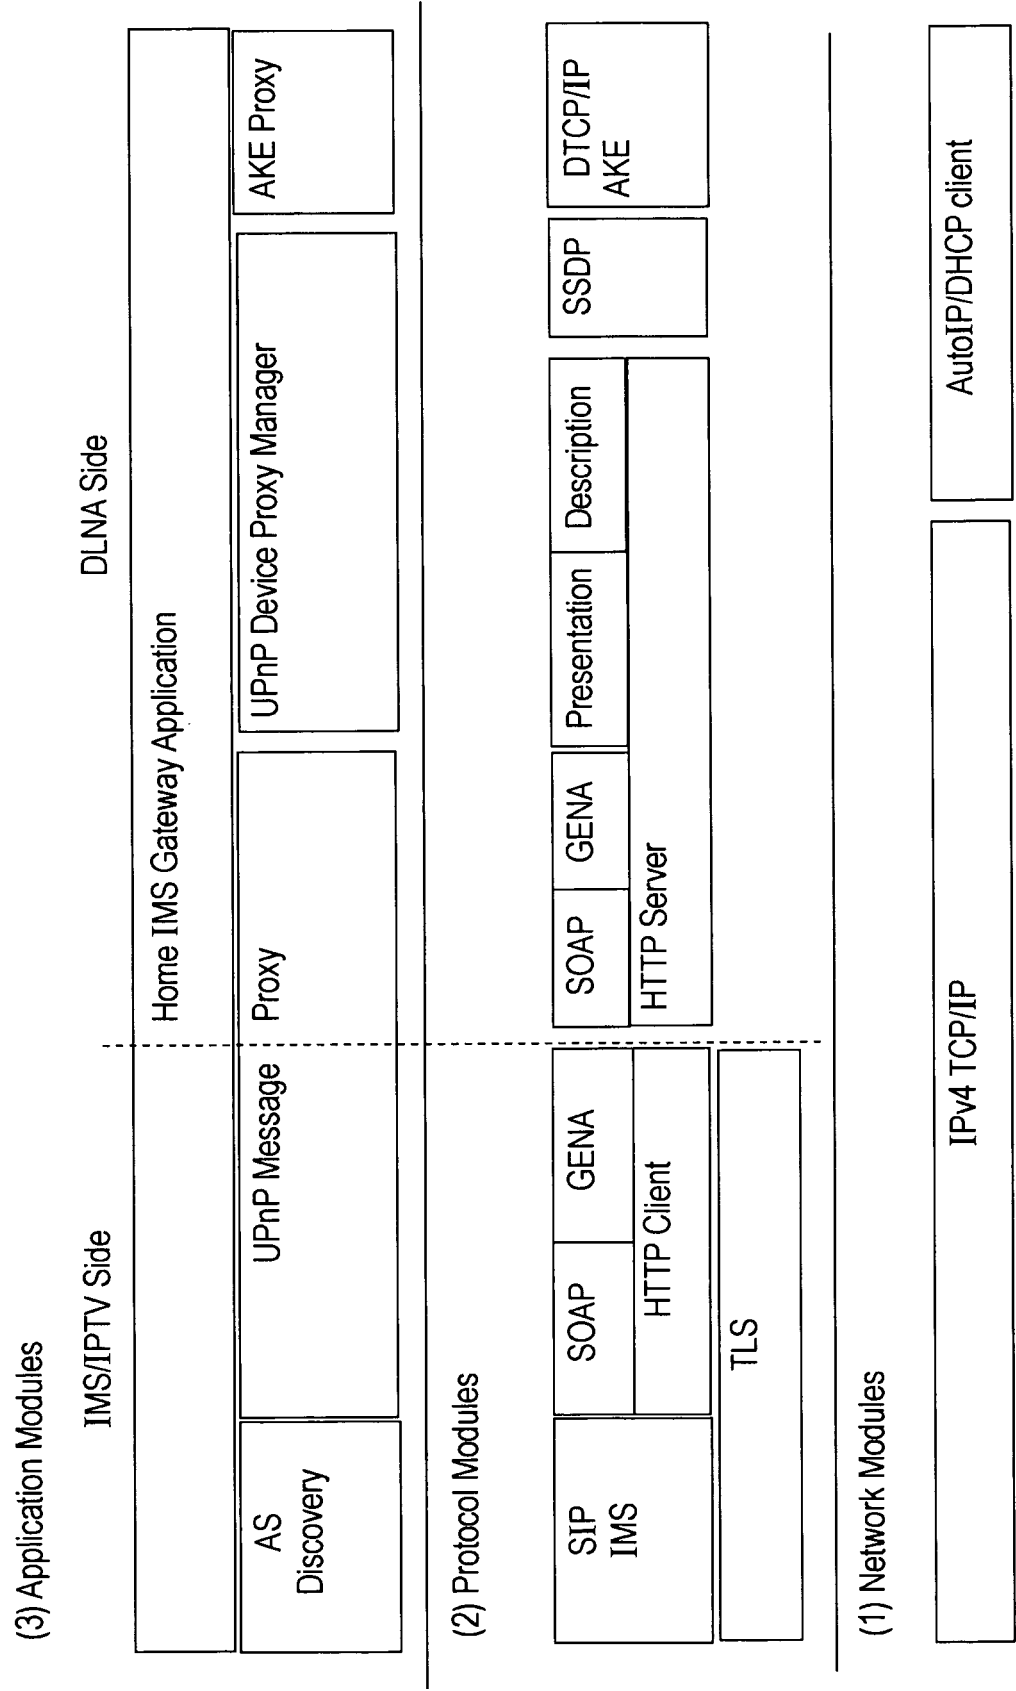 (3) Application Modules
IMS/IPTV Side
DLNA Side
Home IMS Gateway Application
AS
Discovery
UPnP Message Proxy
UPnP Device Proxy Manager
AKE Proxy
(2) Protocol Modules
SIP
IMS
SOAP
GENA
HTTP Client
TLS
SOAP
GENA
Presentation
Description
HTTP Server
SSDP
DTCP/IP
AKE
(1) Network Modules
IPv4 TCP/IP
AutoIP/DHCP client